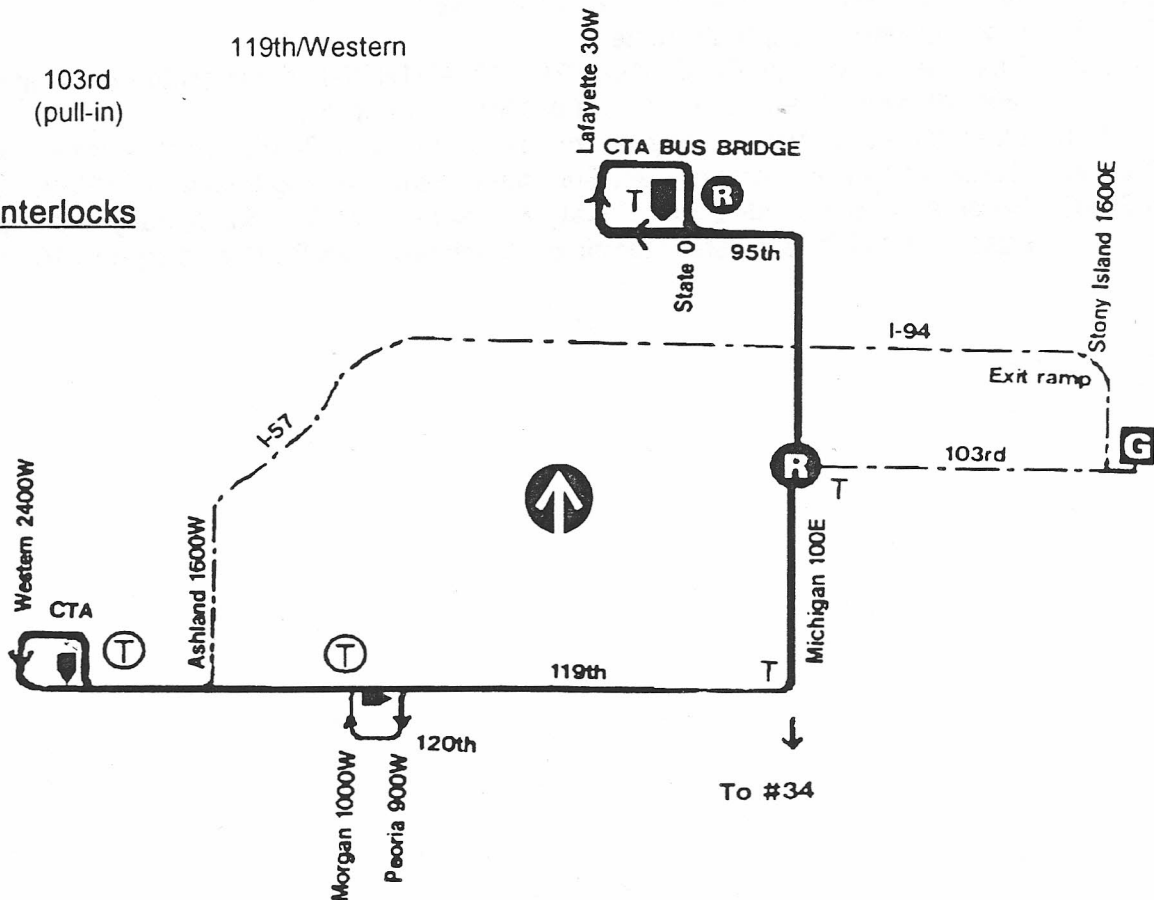 119th/Western
103rd
(pull-in)
nterlocks
Lafayette 30W
CTA BUS BRIDGE
T
R
State 0
95th
Stony Island 1600E
I-94
Exit ramp
I-57
R
103rd
G
T
Western 2400W
CTA
T
Ashland 1600W
T
119th
T
Michigan 100E
120th
Morgan 1000W
Peoria 900W
To #34